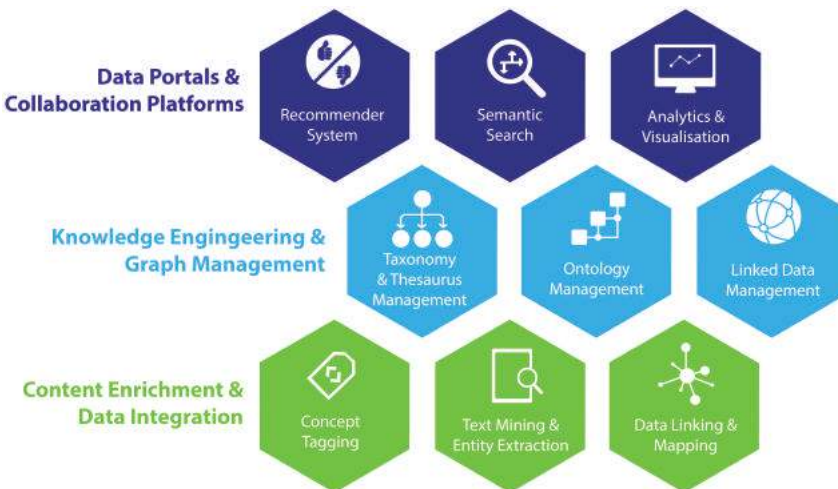 Data Portals &
Collaboration Platforms
Recommender
System
Semantic
Search
Analytics &
Visualisation
Knowledge Engingeering &
Graph Management
Taxonomy
& Thesaurus
Management
Ontology
Management
Linked Data
Management
Content Enrichment &
Data Integration
Concept
Tagging
Text Mining &
Entity Extraction
Data Linking &
Mapping